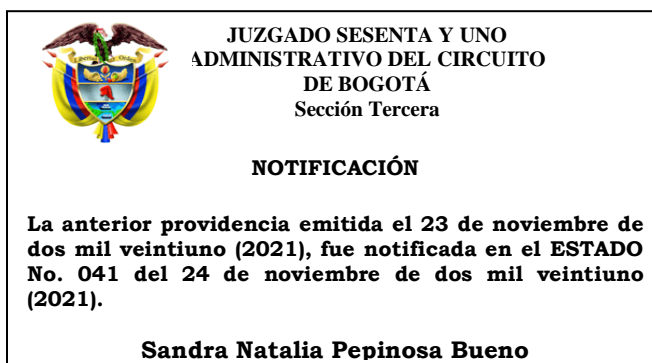 JUZGADO SESENTA Y UNO
ADMINISTRATIVO DEL CIRCUITO
DE BOGOTÁ
Sección Tercera
NOTIFICACIÓN
La anterior providencia emitida el 23 de noviembre de
dos mil veintiuno (2021), fue notificada en el ESTADO
No. 041 del 24 de noviembre de dos mil veintiuno
(2021).
Sandra Natalia Pepinosa Bueno